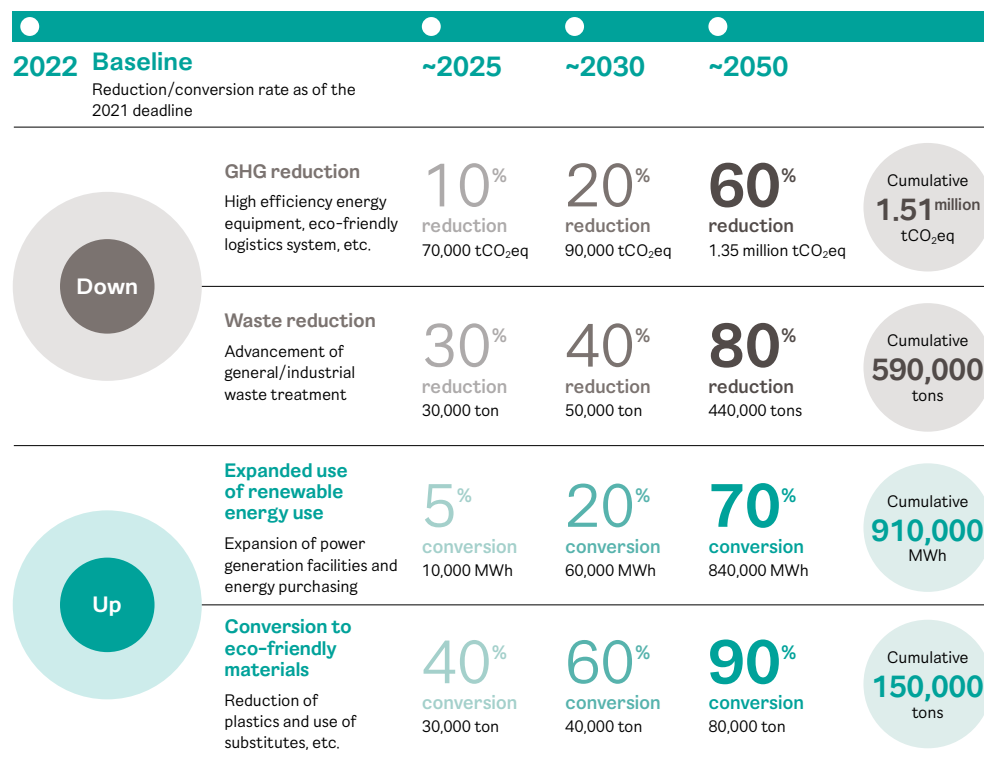 2022 Baseline ~2025 ~2030 ~2050
Reduction/conversion rate as of the
2021 deadline
Down
GHG reduction
High efficiency energy
equipment, eco-friendly
logistics system, etc.
10%
reduction
70,000 tCO₂eq
20%
reduction
90,000 tCO₂eq
60%
reduction
1.35 million tCO₂eq
Cumulative
1.51 million
tCO₂eq
Waste reduction
Advancement of
general/industrial
waste treatment
30%
reduction
30,000 ton
40%
reduction
50,000 ton
80%
reduction
440,000 tons
Cumulative
590,000
tons
Up
Expanded use
of renewable
energy use
Expansion of power
generation facilities and
energy purchasing
5%
conversion
10,000 MWh
20%
conversion
60,000 MWh
70%
conversion
840,000 MWh
Cumulative
910,000
MWh
Conversion to
eco-friendly
materials
Reduction of
plastics and use of
substitutes, etc.
40%
conversion
30,000 ton
60%
conversion
40,000 ton
90%
conversion
80,000 ton
Cumulative
150,000
tons